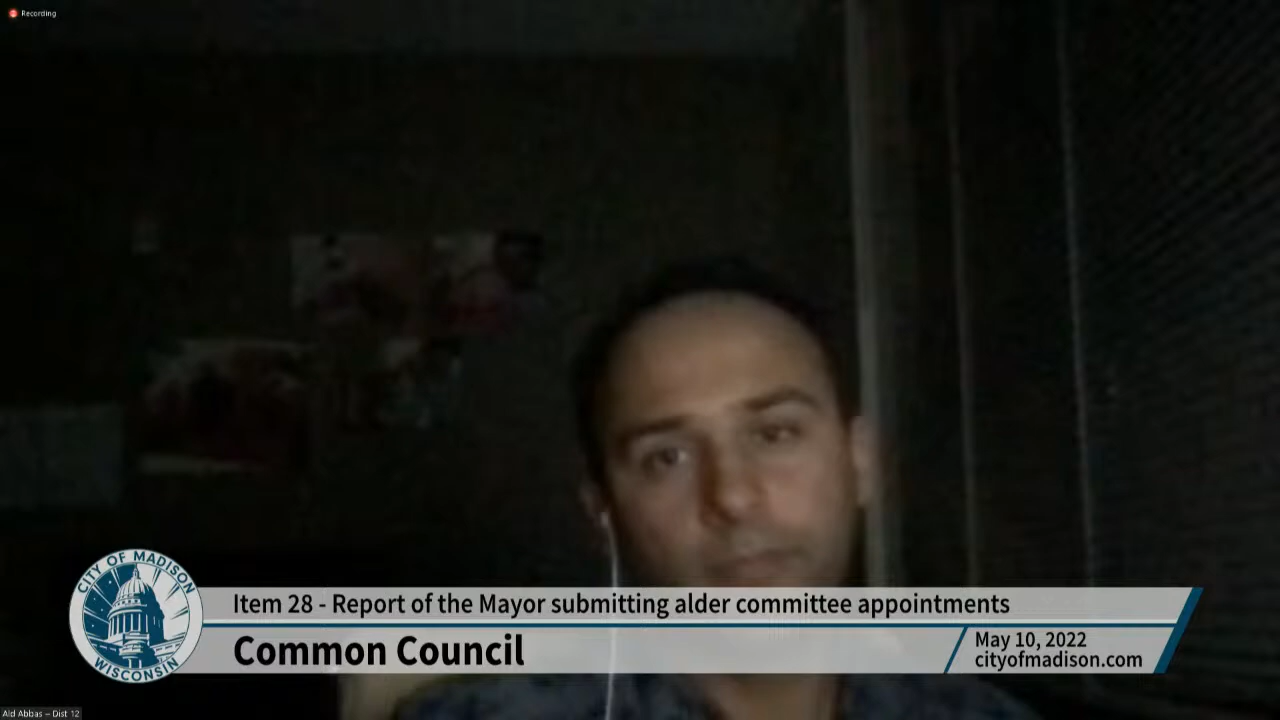 Recording
CITY OF MADISON
WISCONSIN
Item 28 - Report of the Mayor submitting alder committee appointments
Common Council
May 10, 2022
cityofmadison.com
Ald Abbas – Dist 12